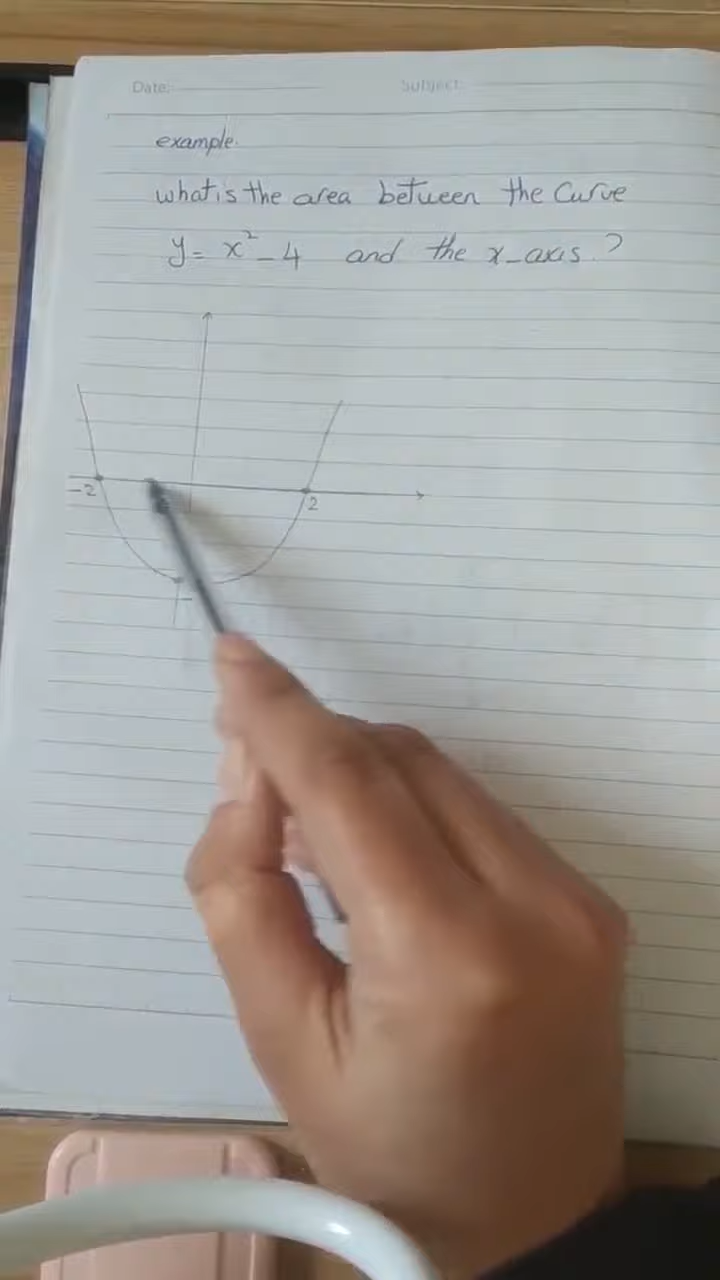 Date: Subject:
example.
what is the area between the Curve
y = x² - 4 and the x-axis ?
-2 2